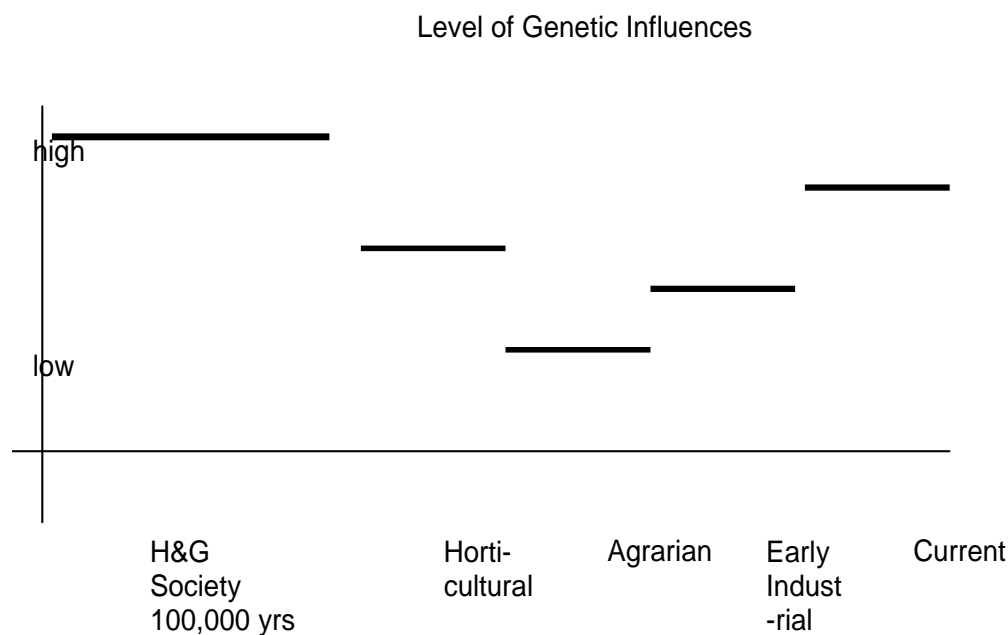 Level of Genetic Influences
high
low
H&G
Society
100,000 yrs
Horti-
cultural
Agrarian
Early
Indust
-rial
Current